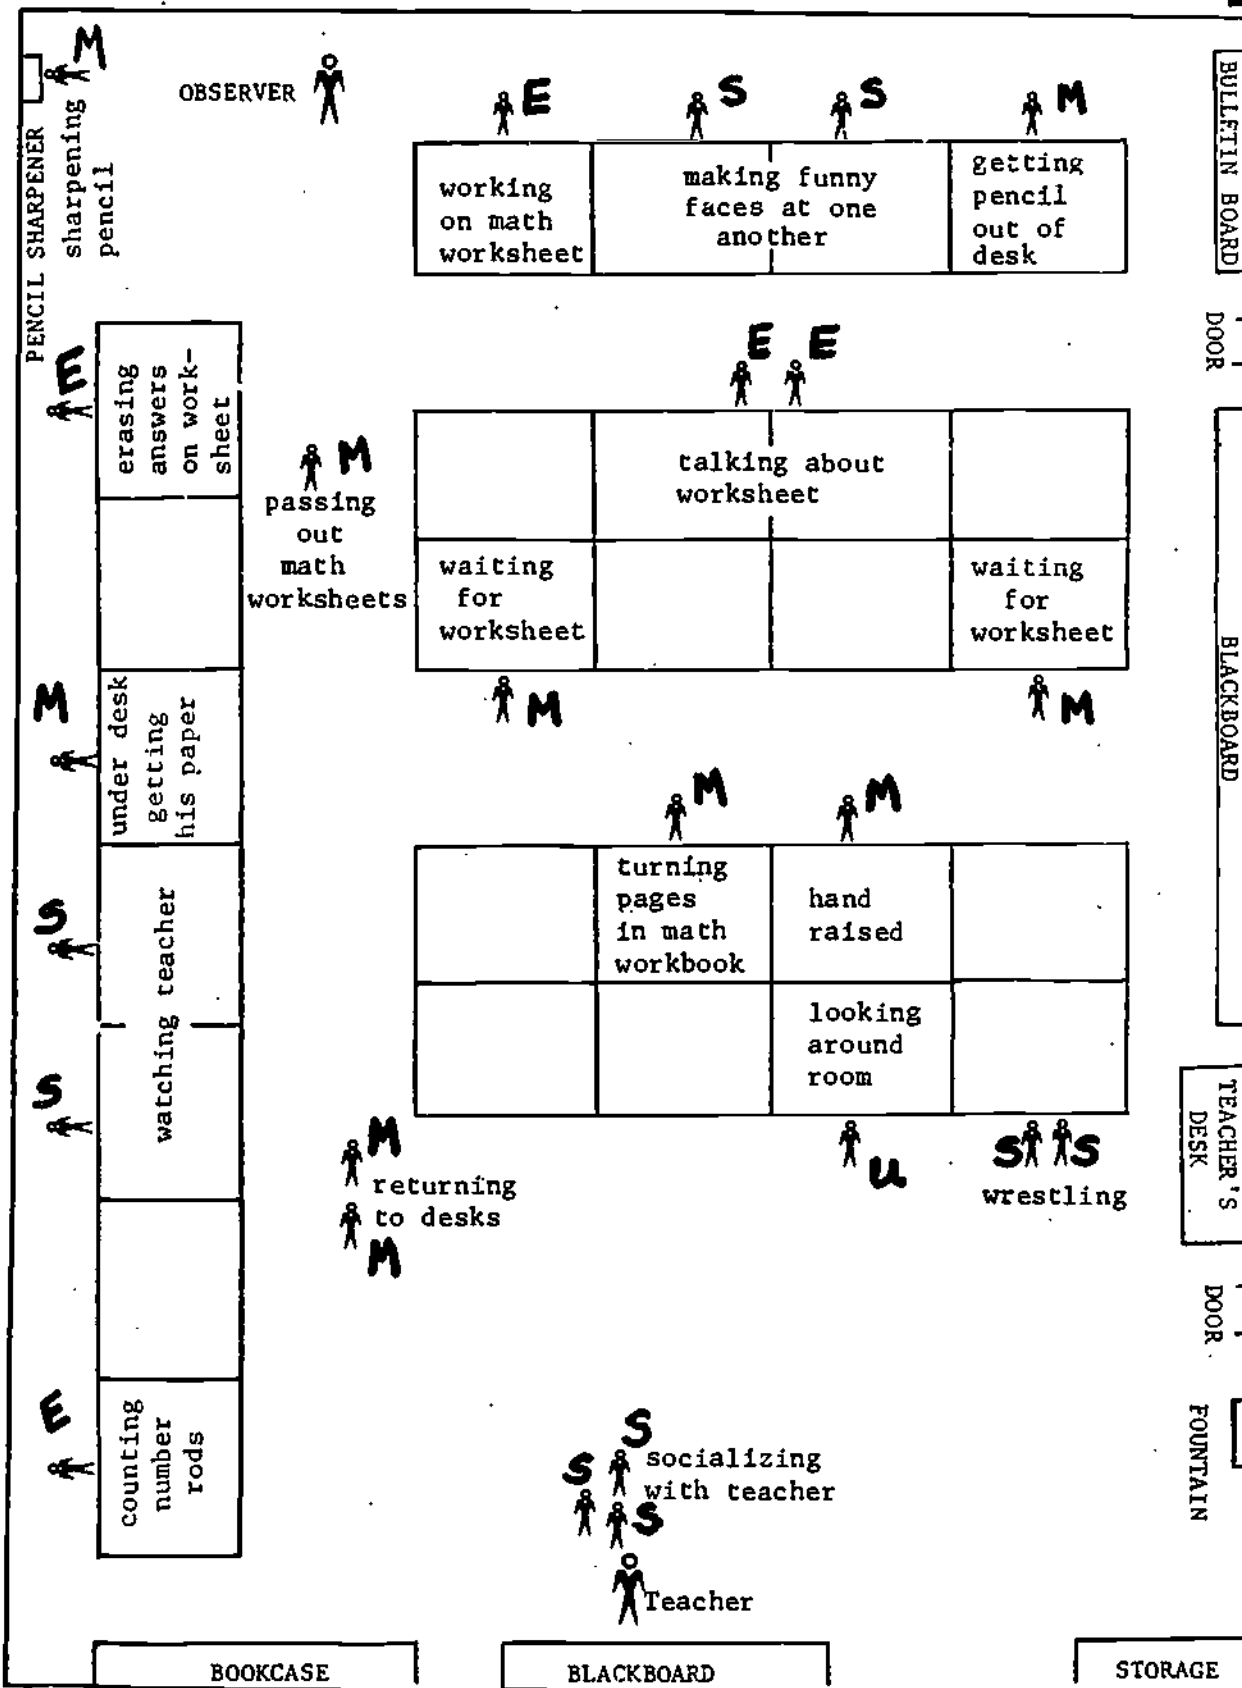 M
OBSERVER
E
S
S
M
PENCIL SHARPENER
sharpening
pencil
working
on math
worksheet
making funny
faces at one
another
getting
pencil
out of
desk
BULLETIN BOARD
DOOR
E
erasing
answers
on work-
sheet
M
passing
out
math
worksheets
E E
talking about
worksheet
waiting
for
worksheet
waiting
for
worksheet
M
M
BLACKBOARD
M
under desk
getting
his paper
M
M
turning
pages
in math
workbook
hand
raised
looking
around
room
S
watching teacher
S
M
returning
to desks
M
U
S S
wrestling
TEACHER'S
DESK
DOOR
E
counting
number
rods
S
S
socializing
with teacher
S
Teacher
FOUNTAIN
BOOKCASE
BLACKBOARD
STORAGE